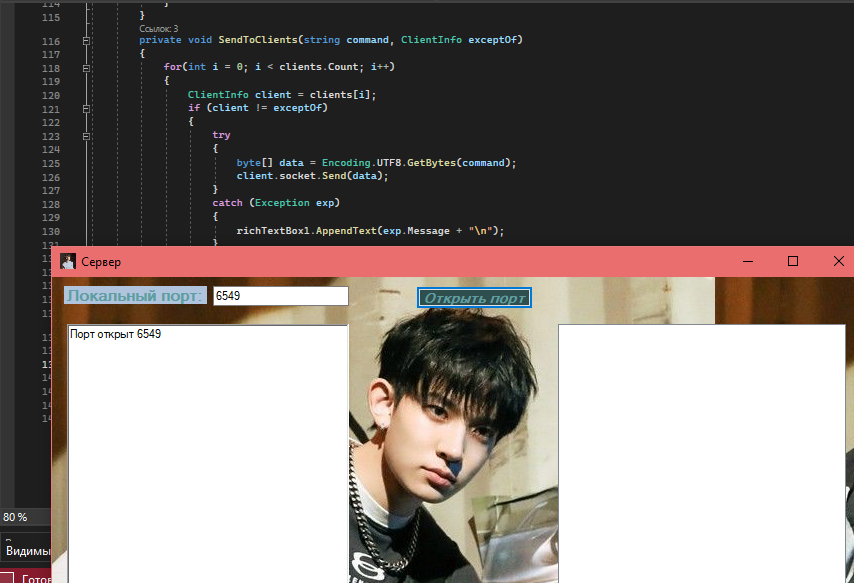 114 }
115 }
Ссылок: 3
116 private void SendToClients(string command, ClientInfo exceptOf)
117 {
118 for(int i = 0; i < clients.Count; i++)
119 {
120 ClientInfo client = clients[i];
121 if (client != exceptOf)
122 {
123 try
124 {
125 byte[] data = Encoding.UTF8.GetBytes(command);
126 client.socket.Send(data);
127 }
128 catch (Exception exp)
129 {
130 richTextBox1.AppendText(exp.Message + "\n");
131 }
Сервер
Локальный порт: 6549 Открыть порт
Порт открыт 6549
80 %
Видимы
Готов